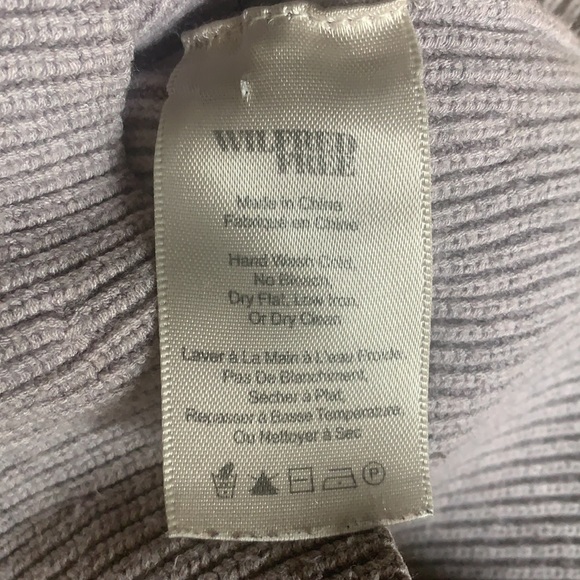 WILFRED
FREE
Made in China
Fabriqué en Chine
Hand Wash Cold,
No Bleach,
Dry Flat, Low Iron,
Or Dry Clean
Laver à La Main à L'eau Froide,
Pas De Blanchiment,
Sécher à Plat,
Repasser à Basse Température,
Ou Nettoyer à Sec
P